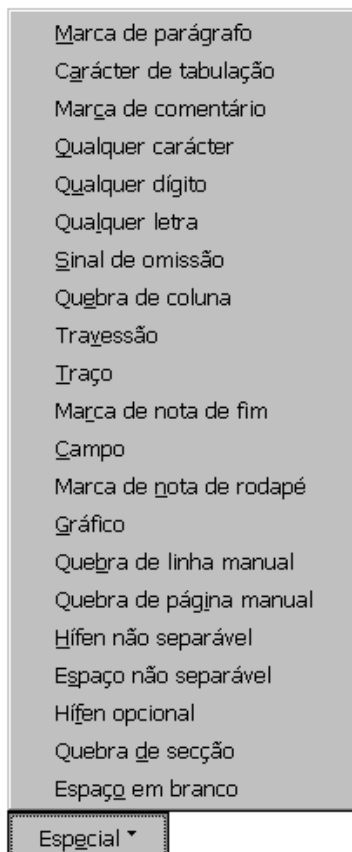 Marca de parágrafo
Carácter de tabulação
Marca de comentário
Qualquer carácter
Qualquer dígito
Qualquer letra
Sinal de omissão
Quebra de coluna
Travessão
Traço
Marca de nota de fim
Campo
Marca de nota de rodapé
Gráfico
Quebra de linha manual
Quebra de página manual
Hífen não separável
Espaço não separável
Hífen opcional
Quebra de secção
Espaço em branco
Especial